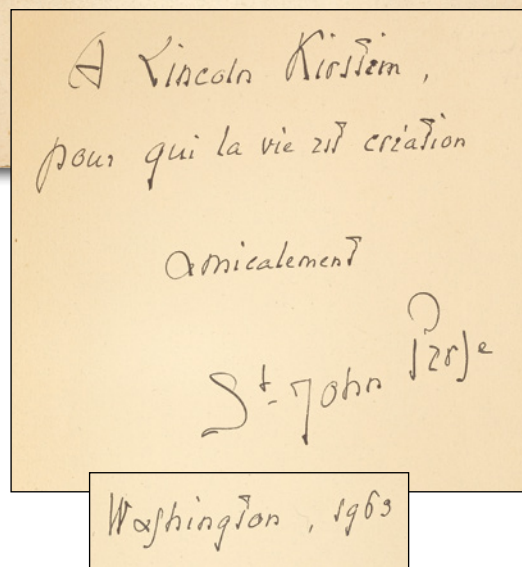 A Lincoln Kirstein,
pour qui la vie est création
amicalement
St-John Perse
Washington, 1963